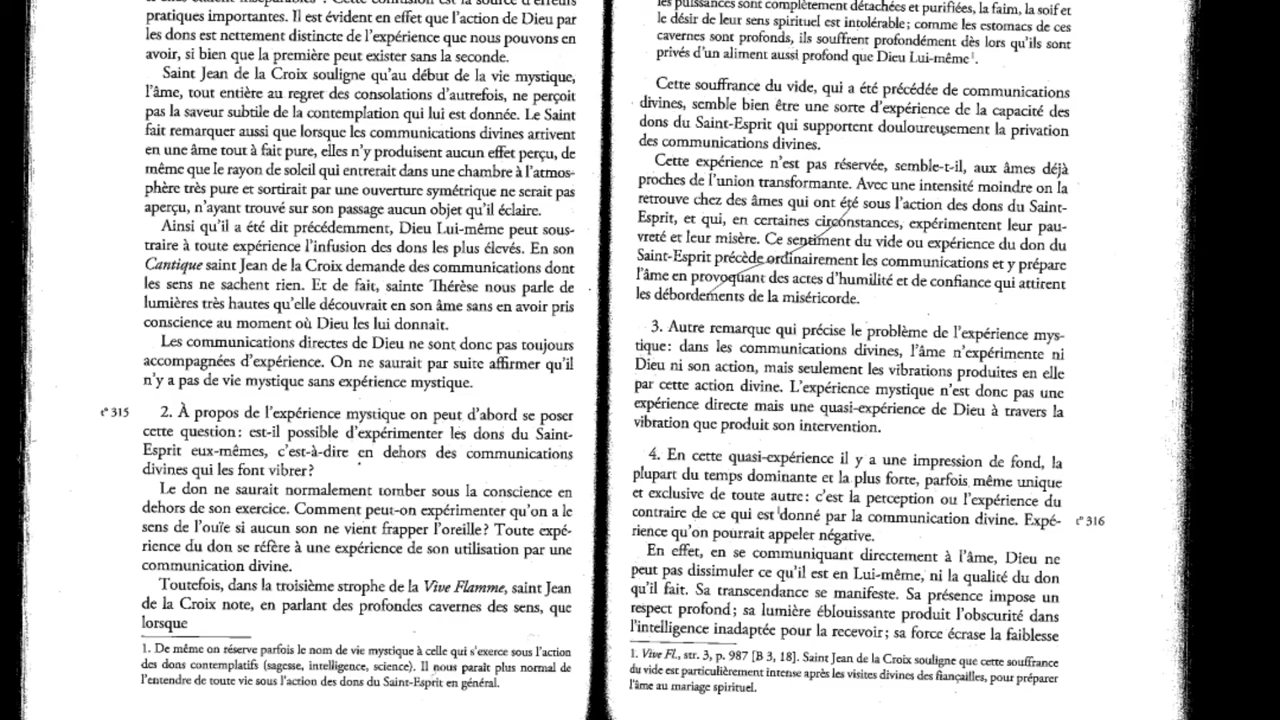 pratiques importantes. Il est évident en effet que l'action de Dieu par
les dons est nettement distincte de l'expérience que nous pouvons en
avoir, si bien que la première peut exister sans la seconde.
Saint Jean de la Croix souligne qu'au début de la vie mystique,
l'âme, tout entière au regret des consolations d'autrefois, ne perçoit
pas la saveur subtile de la contemplation qui lui est donnée. Le Saint
fait remarquer aussi que lorsque les communications divines arrivent
en une âme tout à fait pure, elles n'y produisent aucun effet perçu, de
même que le rayon de soleil qui entrerait dans une chambre à l'atmos-
phère très pure et sortirait par une ouverture symétrique ne serait pas
aperçu, n'ayant trouvé sur son passage aucun objet qu'il éclaire.
Ainsi qu'il a été dit précédemment, Dieu Lui-même peut sous-
traire à toute expérience l'infusion des dons les plus élevés. En son
Cantique saint Jean de la Croix demande des communications dont
les sens ne sachent rien. Et de fait, sainte Thérèse nous parle de
lumières très hautes qu'elle découvrait en son âme sans en avoir pris
conscience au moment où Dieu les lui donnait.
Les communications directes de Dieu ne sont donc pas toujours
accompagnées d'expérience. On ne saurait par suite affirmer qu'il
n'y a pas de vie mystique sans expérience mystique.
t° 315
2. À propos de l'expérience mystique on peut d'abord se poser
cette question : est-il possible d'expérimenter les dons du Saint-
Esprit eux-mêmes, c'est-à-dire en dehors des communications
divines qui les font vibrer ?
Le don ne saurait normalement tomber sous la conscience en
dehors de son exercice. Comment peut-on expérimenter qu'on a le
sens de l'ouïe si aucun son ne vient frapper l'oreille ? Toute expé-
rience du don se réfère à une expérience de son utilisation par une
communication divine.
Toutefois, dans la troisième strophe de la Vive Flamme, saint Jean
de la Croix note, en parlant des profondes cavernes des sens, que
lorsque
1. De même on réserve parfois le nom de vie mystique à celle qui s'exerce sous l'action
des dons contemplatifs (sagesse, intelligence, science). Il nous paraît plus normal de
l'entendre de toute vie sous l'action des dons du Saint-Esprit en général.
les puissances sont complètement détachées et purifiées, la faim, la soif et
le désir de leur sens spirituel est intolérable ; comme les estomacs de ces
cavernes sont profonds, ils souffrent profondément dès lors qu'ils sont
privés d'un aliment aussi profond que Dieu Lui-même¹.
Cette souffrance du vide, qui a été précédée de communications
divines, semble bien être une sorte d'expérience de la capacité des
dons du Saint-Esprit qui supportent douloureusement la privation
des communications divines.
Cette expérience n'est pas réservée, semble-t-il, aux âmes déjà
proches de l'union transformante. Avec une intensité moindre on la
retrouve chez des âmes qui ont été sous l'action des dons du Saint-
Esprit, et qui, en certaines circonstances, expérimentent leur pau-
vreté et leur misère. Ce sentiment du vide ou expérience du don du
Saint-Esprit précède ordinairement les communications et y prépare
l'âme en provoquant des actes d'humilité et de confiance qui attirent
les débordements de la miséricorde.
3. Autre remarque qui précise le problème de l'expérience mys-
tique : dans les communications divines, l'âme n'expérimente ni
Dieu ni son action, mais seulement les vibrations produites en elle
par cette action divine. L'expérience mystique n'est donc pas une
expérience directe mais une quasi-expérience de Dieu à travers la
vibration que produit son intervention.
4. En cette quasi-expérience il y a une impression de fond, la
plupart du temps dominante et la plus forte, parfois même unique
et exclusive de toute autre : c'est la perception ou l'expérience du
contraire de ce qui est donné par la communication divine. Expé-
rience qu'on pourrait appeler négative.
t° 316
En effet, en se communiquant directement à l'âme, Dieu ne
peut pas dissimuler ce qu'il est en Lui-même, ni la qualité du don
qu'il fait. Sa transcendance se manifeste. Sa présence impose un
respect profond ; sa lumière éblouissante produit l'obscurité dans
l'intelligence inadaptée pour la recevoir ; sa force écrase la faiblesse
1. Vive Fl., str. 3, p. 987 [B 3, 18]. Saint Jean de la Croix souligne que cette souffrance
du vide est particulièrement intense après les visites divines des fiançailles, pour préparer
l'âme au mariage spirituel.